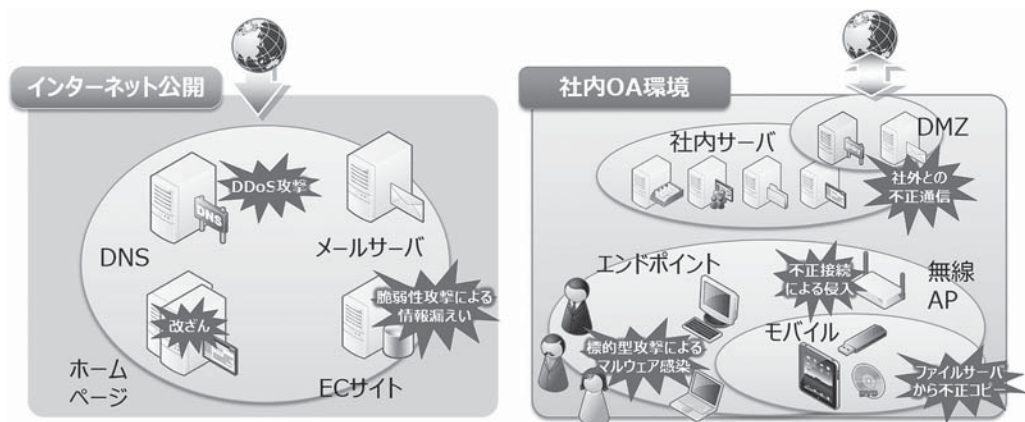 インターネット公開
DDoS攻撃
DNS
DNS
メールサーバ
改ざん
ホーム
ページ
脆弱性攻撃による
情報漏えい
ECサイト
社内OA環境
DMZ
社内サーバ
社外との
不正通信
エンドポイント
不正接続
による侵入
無線
AP
モバイル
標的型攻撃による
マルウェア感染
ファイルサーバ
から不正コピー